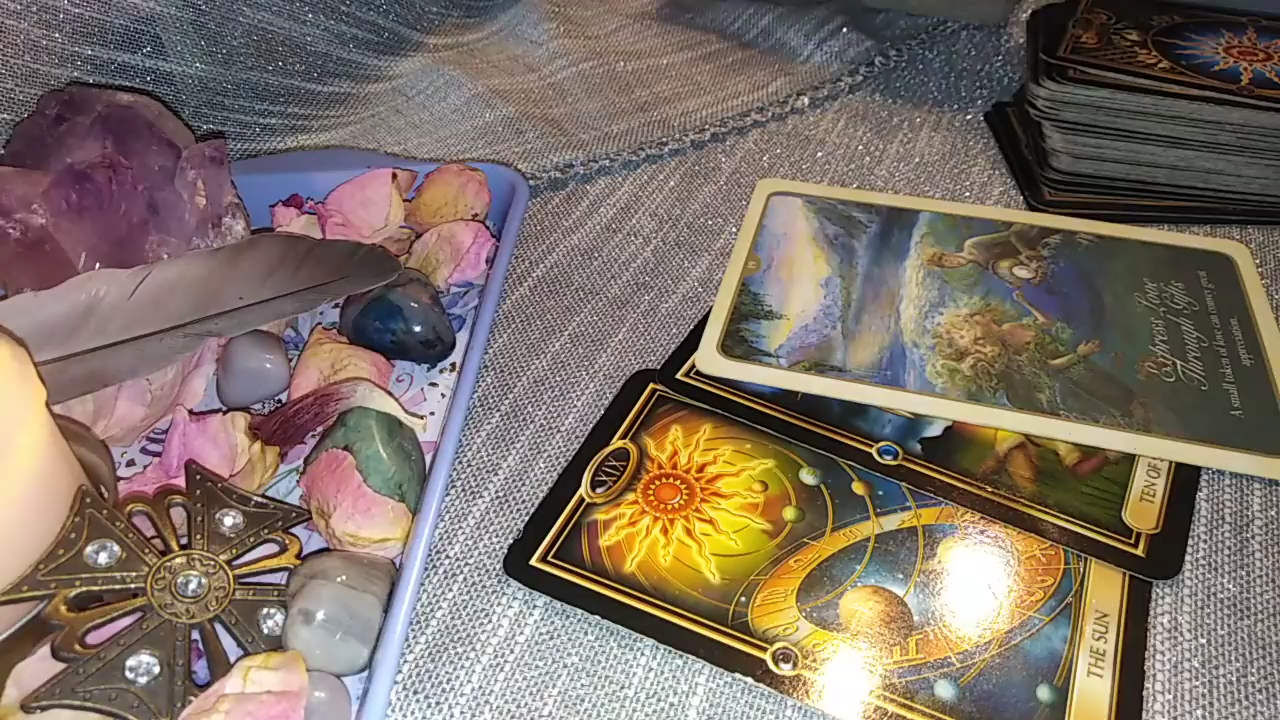 Express Love
Through Gifts
A small token of love can convey great
appreciation.
XIX
TEN OF
THE SUN